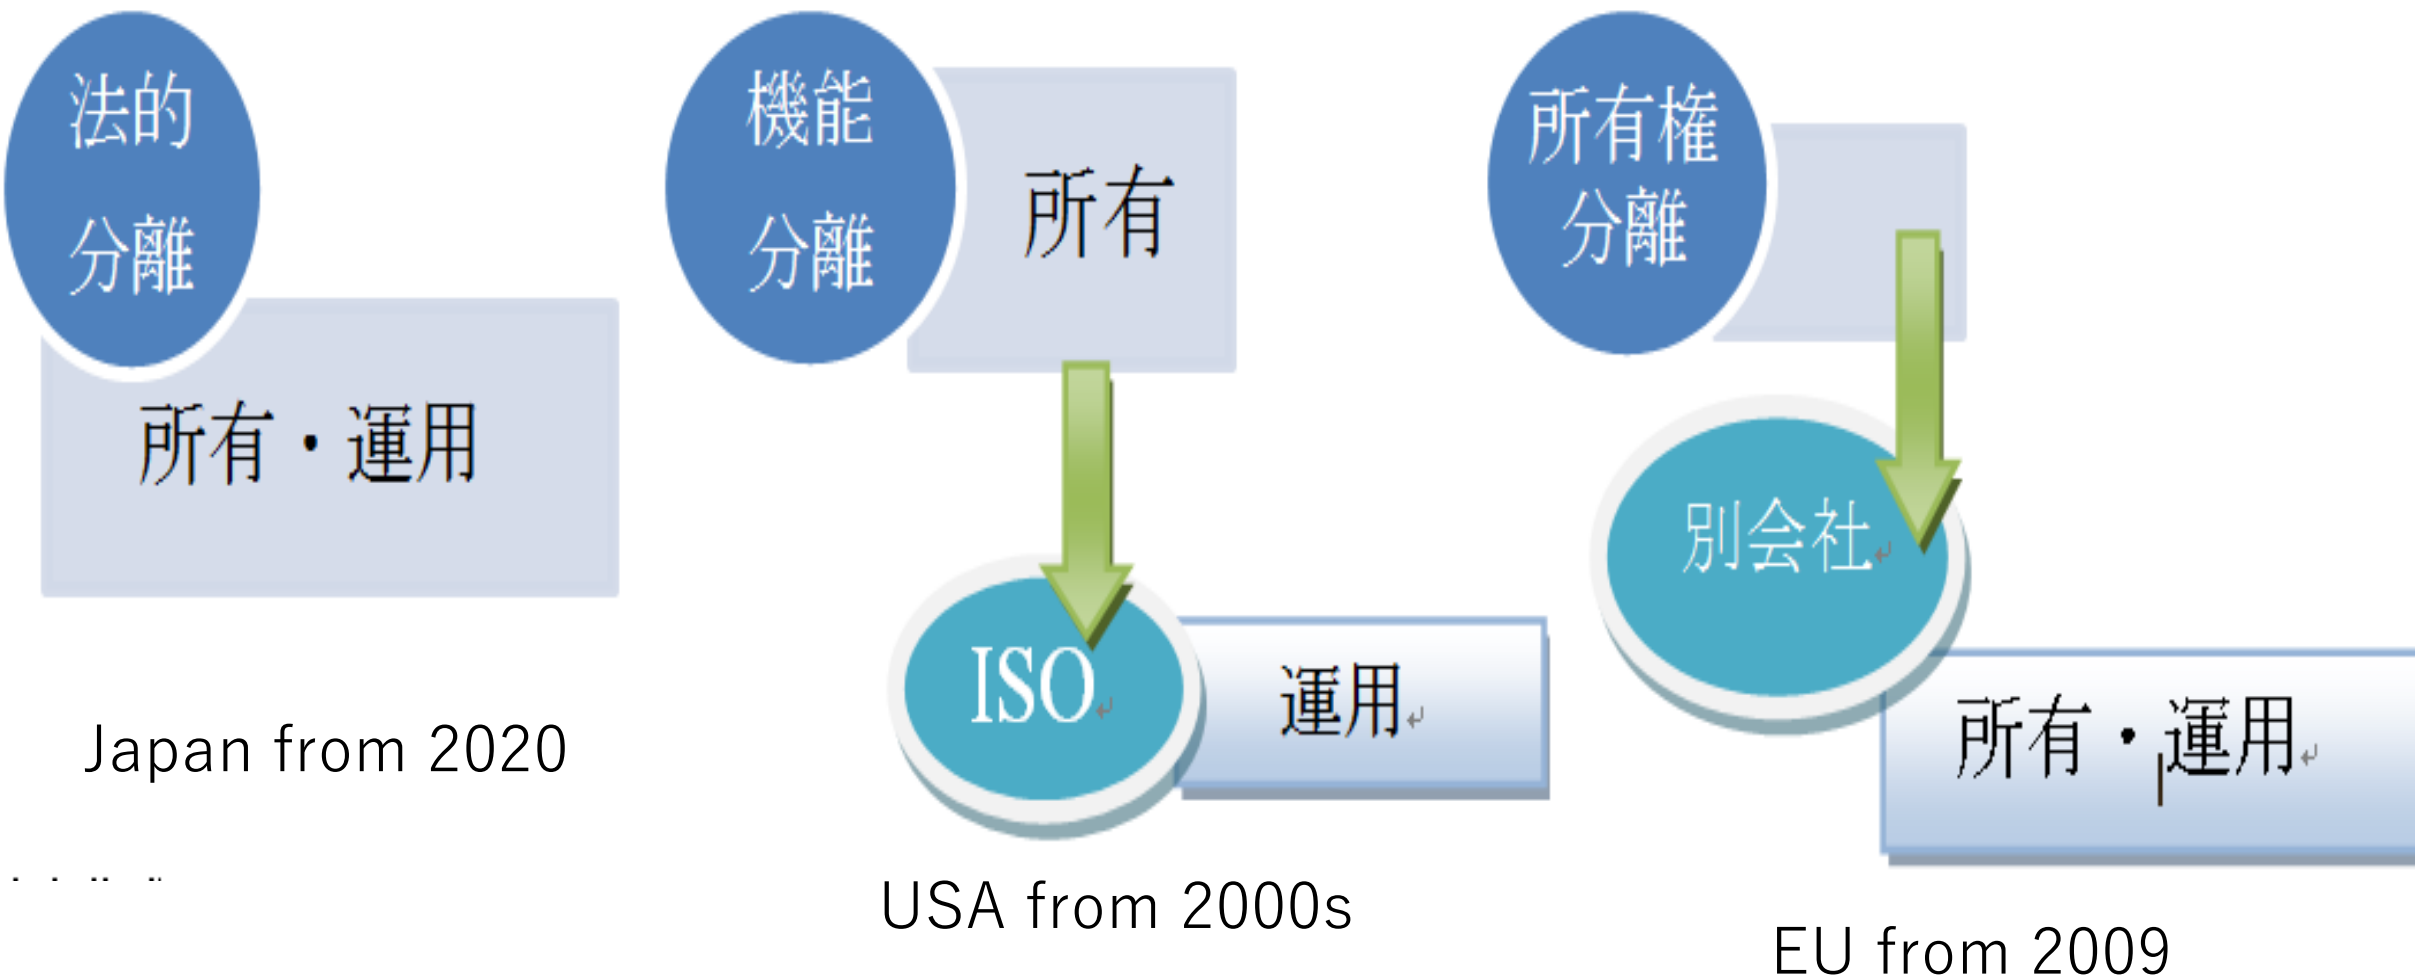 法的
分離
所有・運用
Japan from 2020
機能
分離
所有
ISO
運用
USA from 2000s
所有権
分離
別会社
所有・運用
EU from 2009